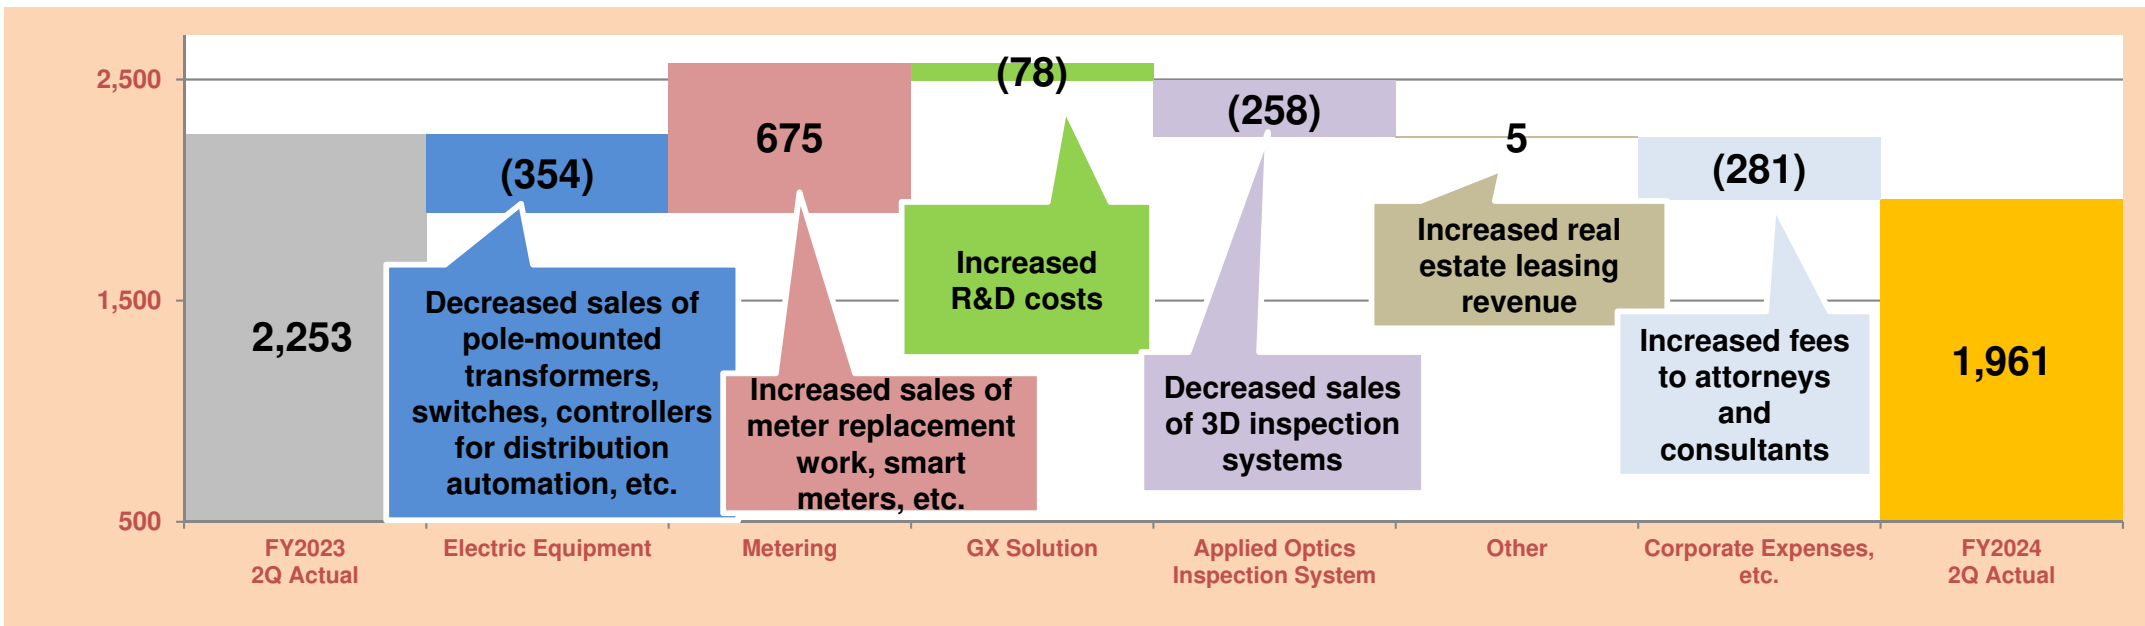 2,500
1,500
500
2,253
(354)
675
(78)
(258)
5
(281)
1,961
Decreased sales of
pole-mounted
transformers,
switches, controllers
for distribution
automation, etc.
Increased sales of
meter replacement
work, smart
meters, etc.
Increased
R&D costs
Decreased sales
of 3D inspection
systems
Increased real
estate leasing
revenue
Increased fees
to attorneys
and
consultants
FY2023
2Q Actual
Electric Equipment
Metering
GX Solution
Applied Optics
Inspection System
Other
Corporate Expenses,
etc.
FY2024
2Q Actual